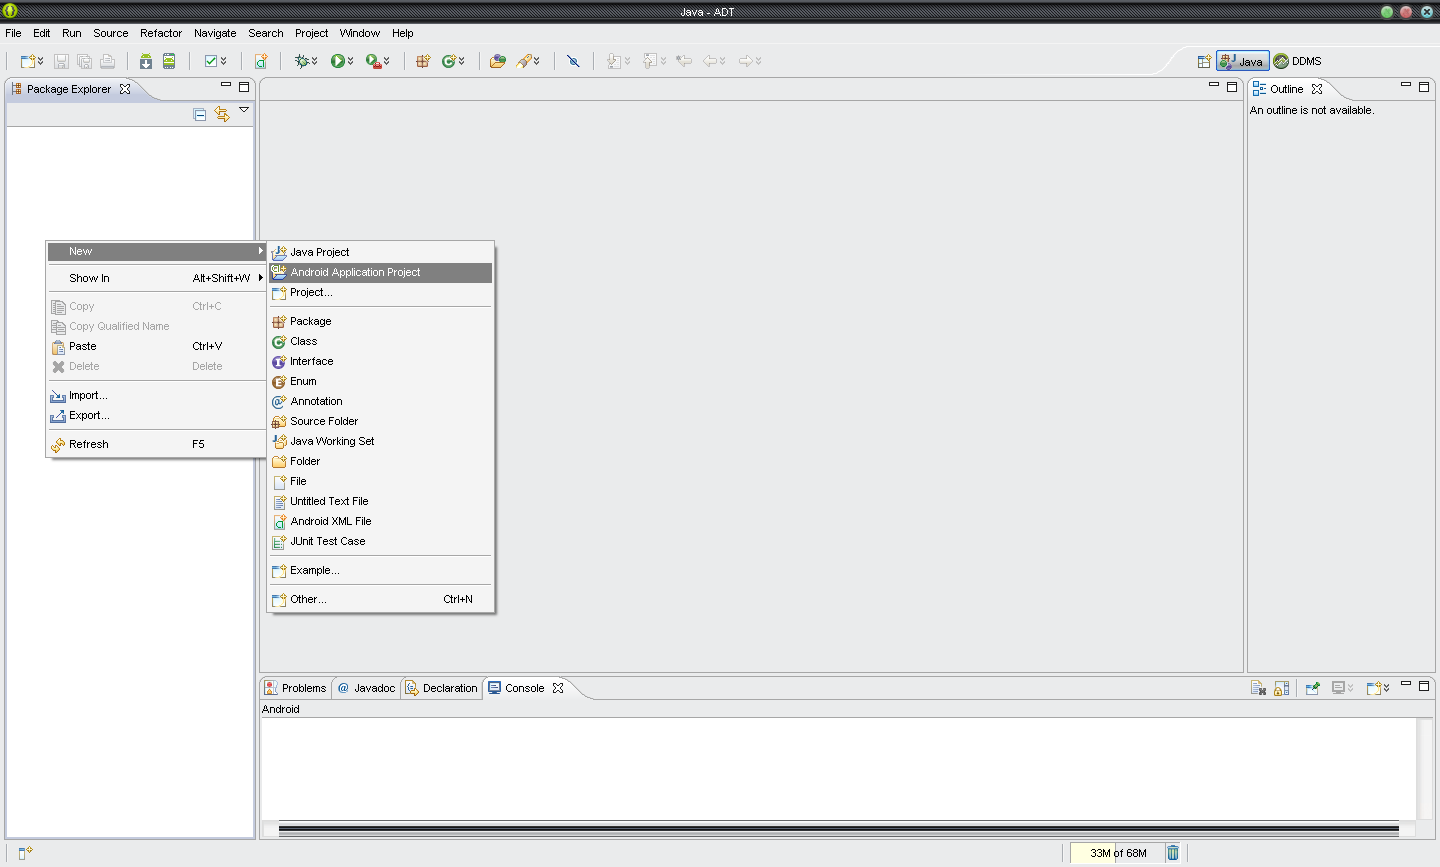 Java - ADT
File Edit Run Source Refactor Navigate Search Project Window Help
Java DDMS
Package Explorer
Outline
An outline is not available.
New
Show In Alt+Shift+W
Copy Ctrl+C
Copy Qualified Name
Paste Ctrl+V
Delete Delete
Import...
Export...
Refresh F5
Java Project
Android Application Project
Project...
Package
Class
Interface
Enum
Annotation
Source Folder
Java Working Set
Folder
File
Untitled Text File
Android XML File
JUnit Test Case
Example...
Other... Ctrl+N
Problems @ Javadoc Declaration Console
Android
33M of 68M